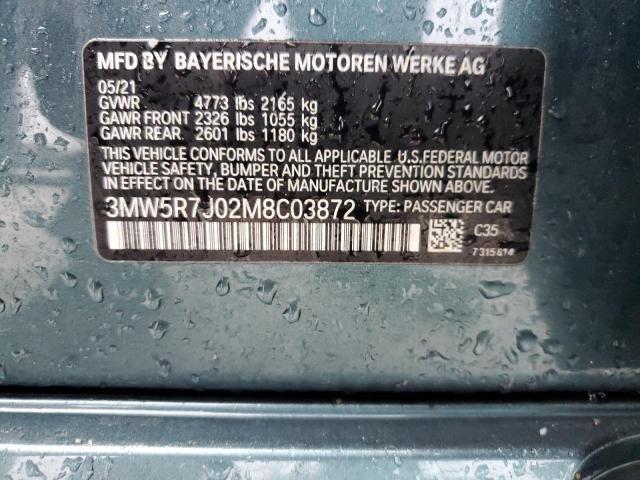 MFD BY BAYERISCHE MOTOREN WERKE AG
05/21
GVWR 4773 lbs 2165 kg
GAWR FRONT 2326 lbs 1055 kg
GAWR REAR. 2601 lbs 1180 kg
THIS VEHICLE CONFORMS TO ALL APPLICABLE U.S.FEDERAL MOTOR
VEHICLE SAFETY, BUMPER AND THEFT PREVENTION STANDARDS
IN EFFECT ON THE DATE OF MANUFACTURE SHOWN ABOVE.
3MW5R7J02M8C03872 TYPE: PASSENGER CAR
C35
7315814